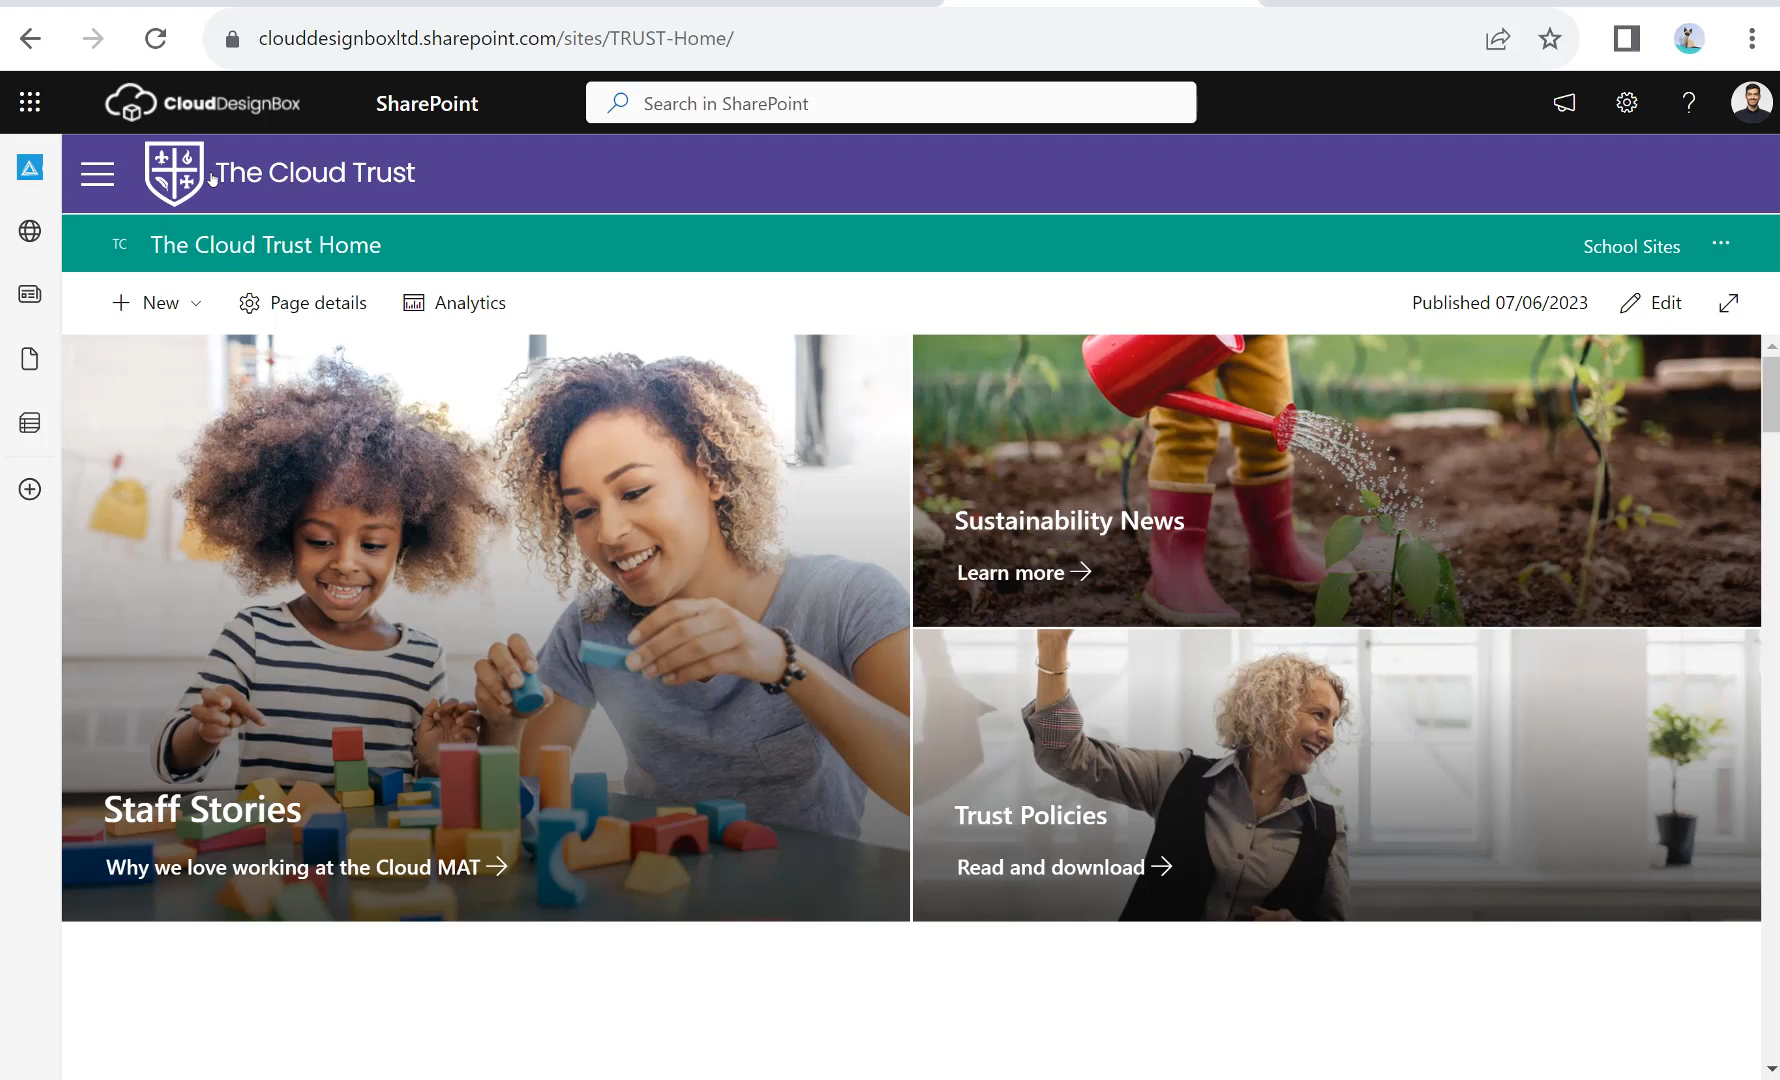 clouddesignboxltd.sharepoint.com/sites/TRUST-Home/
CloudDesignBox
SharePoint
Search in SharePoint
The Cloud Trust
TC
The Cloud Trust Home
School Sites
New
Page details
Analytics
Published 07/06/2023
Edit
Sustainability News
Learn more
Staff Stories
Why we love working at the Cloud MAT
Trust Policies
Read and download